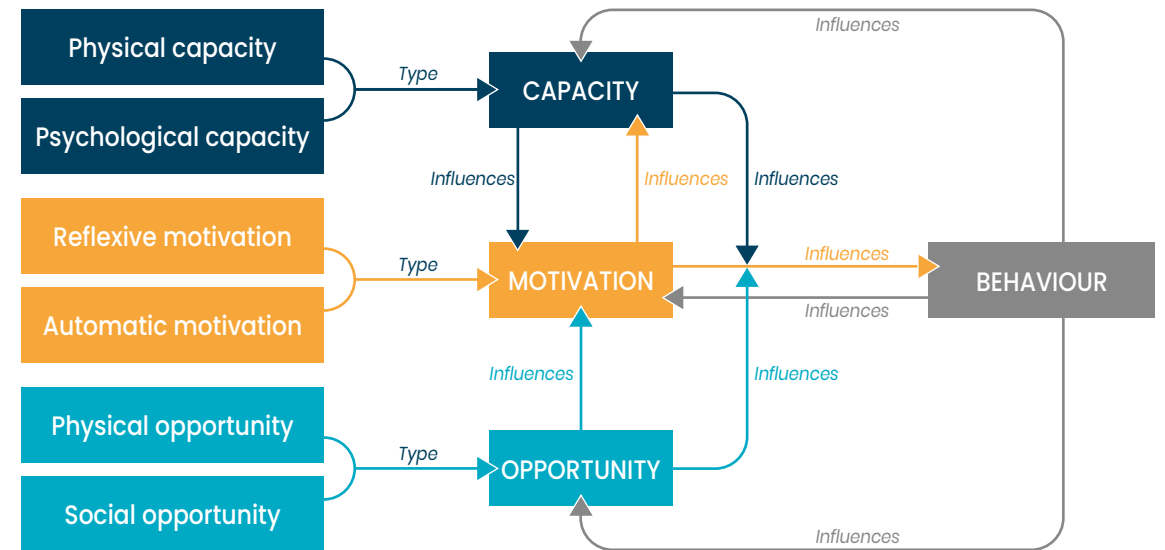 Influences
Physical capacity
Type
CAPACITY
Psychological capacity
Influences
Influences
Influences
Reflexive motivation
Type
MOTIVATION
Influences
BEHAVIOUR
Influences
Automatic motivation
Influences
Influences
Physical opportunity
Type
OPPORTUNITY
Social opportunity
Influences